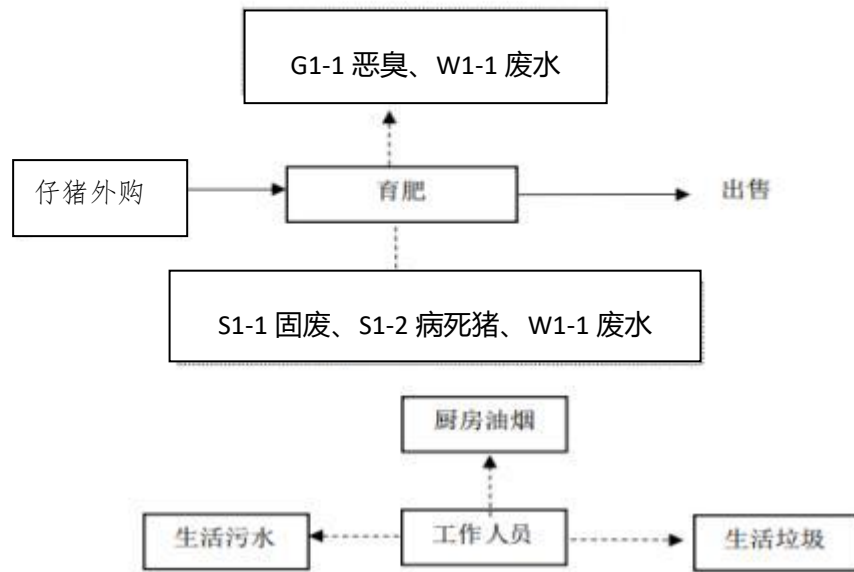 G1-1 恶臭、W1-1 废水
仔猪外购
育肥
出售
S1-1 固废、S1-2 病死猪、W1-1 废水
厨房油烟
生活污水
工作人员
生活垃圾